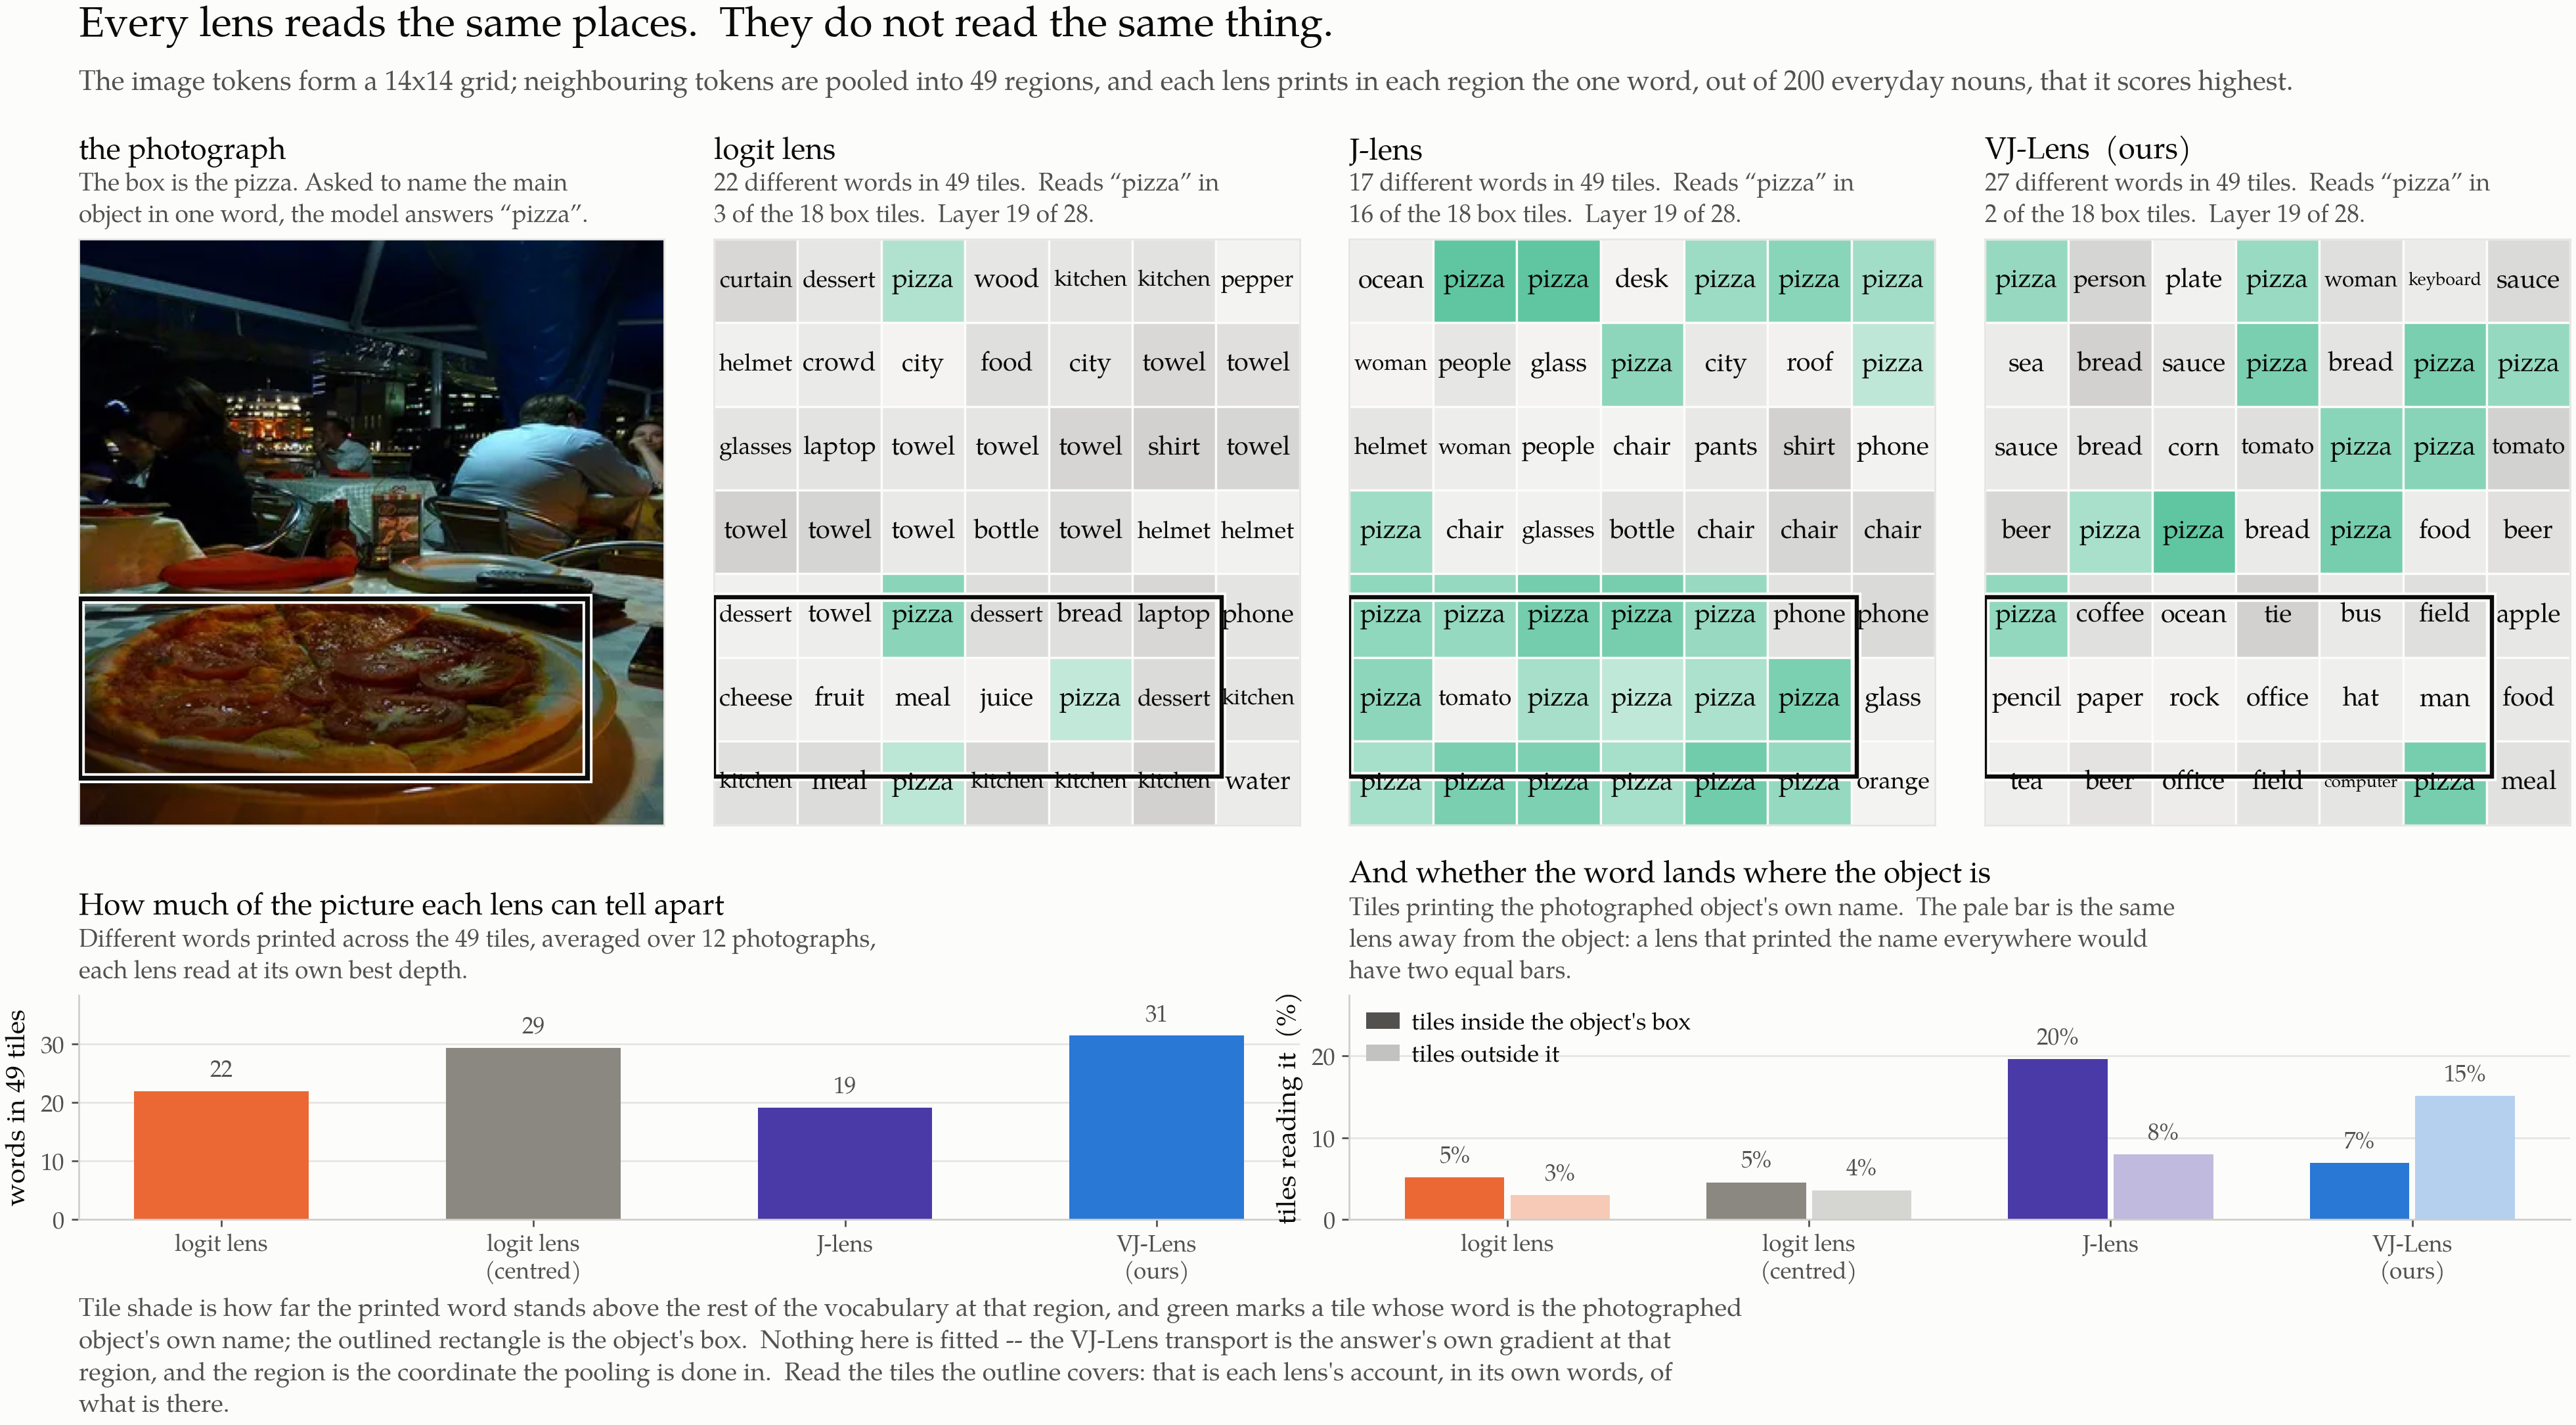 Every lens reads the same places.  They do not read the same thing.
The image tokens form a 14x14 grid; neighbouring tokens are pooled into 49 regions, and each lens prints in each region the one word, out of 200 everyday nouns, that it scores highest.
the photograph
The box is the pizza. Asked to name the main
object in one word, the model answers “pizza”.
logit lens
22 different words in 49 tiles.  Reads “pizza” in
3 of the 18 box tiles.  Layer 19 of 28.
curtain dessert pizza wood kitchen kitchen pepper
helmet crowd city food city towel towel
glasses laptop towel towel towel shirt towel
towel towel towel bottle towel helmet helmet
dessert towel pizza dessert bread laptop phone
cheese fruit meal juice pizza dessert kitchen
kitchen meal pizza kitchen kitchen kitchen water
J-lens
17 different words in 49 tiles.  Reads “pizza” in
16 of the 18 box tiles.  Layer 19 of 28.
ocean pizza pizza desk pizza pizza pizza
woman people glass pizza city roof pizza
helmet woman people chair pants shirt phone
pizza chair glasses bottle chair chair chair
pizza pizza pizza pizza pizza phone phone
pizza tomato pizza pizza pizza pizza glass
pizza pizza pizza pizza pizza pizza orange
VJ-Lens  (ours)
27 different words in 49 tiles.  Reads “pizza” in
2 of the 18 box tiles.  Layer 19 of 28.
pizza person plate pizza woman keyboard sauce
sea bread sauce pizza bread pizza pizza
sauce bread corn tomato pizza pizza tomato
beer pizza pizza bread pizza food beer
pizza coffee ocean tie bus field apple
pencil paper rock office hat man food
tea beer office field computer pizza meal
How much of the picture each lens can tell apart
Different words printed across the 49 tiles, averaged over 12 photographs,
each lens read at its own best depth.
words in 49 tiles
30
20
10
0
22
29
19
31
logit lens
logit lens
(centred)
J-lens
VJ-Lens
(ours)
And whether the word lands where the object is
Tiles printing the photographed object's own name.  The pale bar is the same
lens away from the object: a lens that printed the name everywhere would
have two equal bars.
tiles reading it  (%)
20
10
0
tiles inside the object's box
tiles outside it
5%
3%
5%
4%
20%
8%
7%
15%
logit lens
logit lens
(centred)
J-lens
VJ-Lens
(ours)
Tile shade is how far the printed word stands above the rest of the vocabulary at that region, and green marks a tile whose word is the photographed
object's own name; the outlined rectangle is the object's box.  Nothing here is fitted -- the VJ-Lens transport is the answer's own gradient at that
region, and the region is the coordinate the pooling is done in.  Read the tiles the outline covers: that is each lens's account, in its own words, of
what is there.